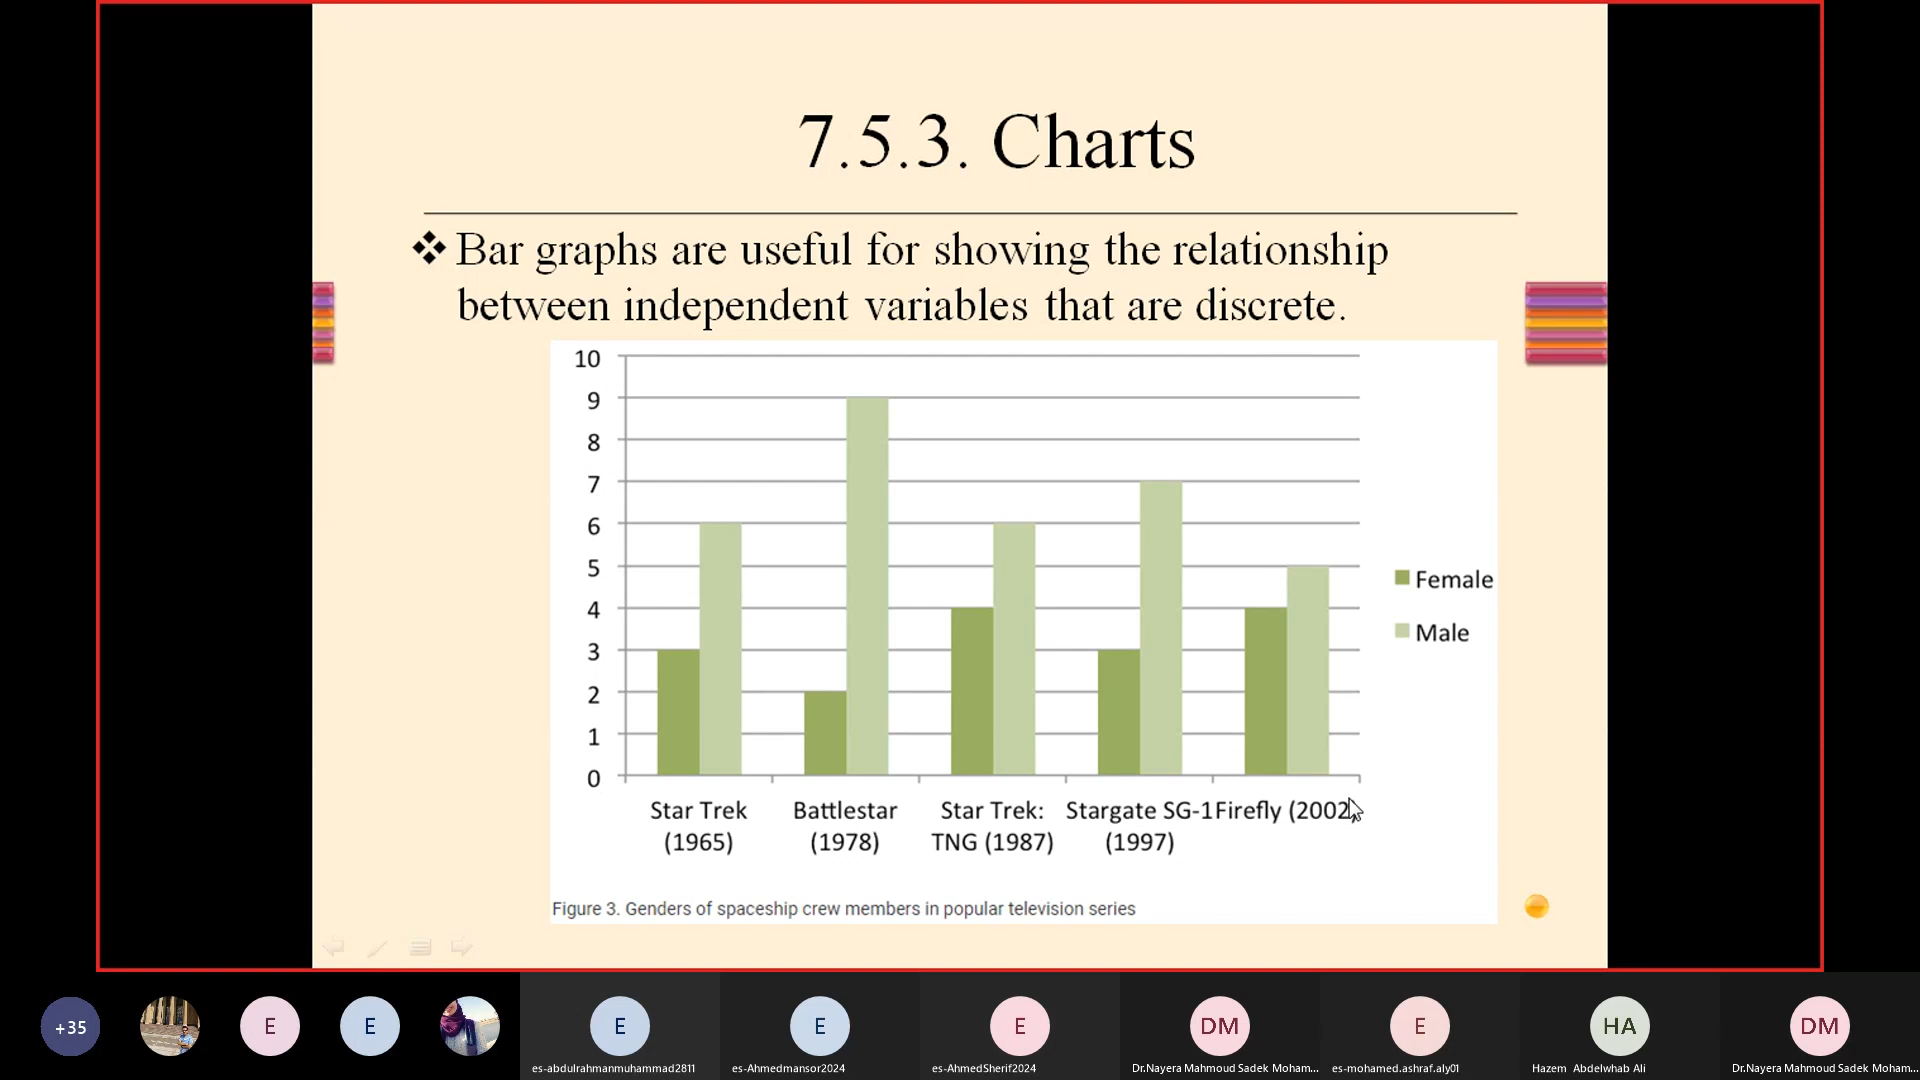 7.5.3. Charts
❖ Bar graphs are useful for showing the relationship
between independent variables that are discrete.
10
9
8
7
6
5
4
3
2
1
0
Female
Male
Star Trek
(1965)
Battlestar
(1978)
Star Trek:
TNG (1987)
Stargate SG-1
(1997)
Firefly (2002)
Figure 3. Genders of spaceship crew members in popular television series
+35
E
E
E
E
E
DM
E
HA
DM
es-abdulrahmanmuhammad2811
es-Ahmedmansor2024
es-AhmedSherif2024
Dr.Nayera Mahmoud Sadek Moham...
es-mohamed.ashraf.aly01
Hazem Abdelwhab Ali
Dr.Nayera Mahmoud Sadek Moham...